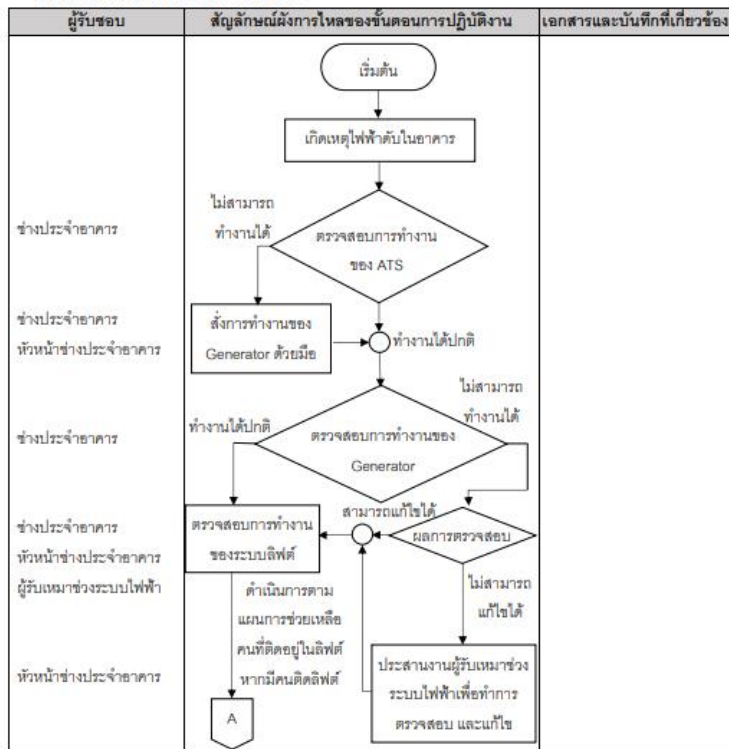 ผู้รับชอบ
สัญลักษณ์ผังการไหลของขั้นตอนการปฏิบัติงาน
เอกสารและบันทึกที่เกี่ยวข้อง
เริ่มต้น
เกิดเหตุไฟฟ้าดับในอาคาร
ไม่สามารถ
ทำงานได้
ช่างประจำอาคาร
ตรวจสอบการทำงาน
ของ ATS
ช่างประจำอาคาร
หัวหน้าช่างประจำอาคาร
สั่งการทำงานของ
Generator ด้วยมือ
ทำงานได้ปกติ
ไม่สามารถ
ทำงานได้
ทำงานได้ปกติ
ช่างประจำอาคาร
ตรวจสอบการทำงานของ
Generator
สามารถแก้ไขได้
ช่างประจำอาคาร
หัวหน้าช่างประจำอาคาร
ผู้รับเหมาช่วงระบบไฟฟ้า
ตรวจสอบการทำงาน
ของระบบลิฟต์
ผลการตรวจสอบ
ไม่สามารถ
แก้ไขได้
ดำเนินการตาม
แผนการช่วยเหลือ
คนที่ติดอยู่ในลิฟต์
หากมีคนติดลิฟต์
หัวหน้าช่างประจำอาคาร
ประสานงานผู้รับเหมาช่วง
ระบบไฟฟ้าเพื่อทำการ
ตรวจสอบ และแก้ไข
A